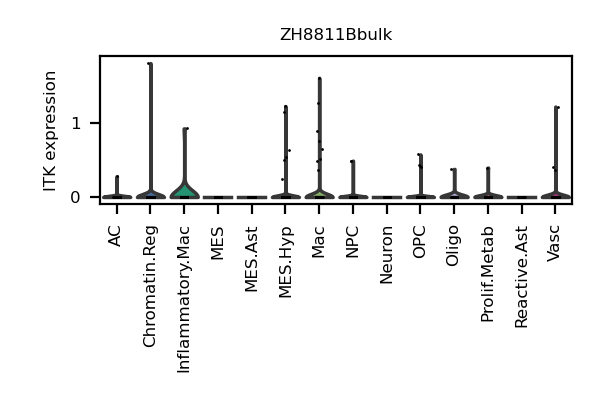 ZH8811Bbulk
ITK expression
1
0
AC
Chromatin.Reg
Inflammatory.Mac
MES
MES.Ast
MES.Hyp
Mac
NPC
Neuron
OPC
Oligo
Prolif.Metab
Reactive.Ast
Vasc